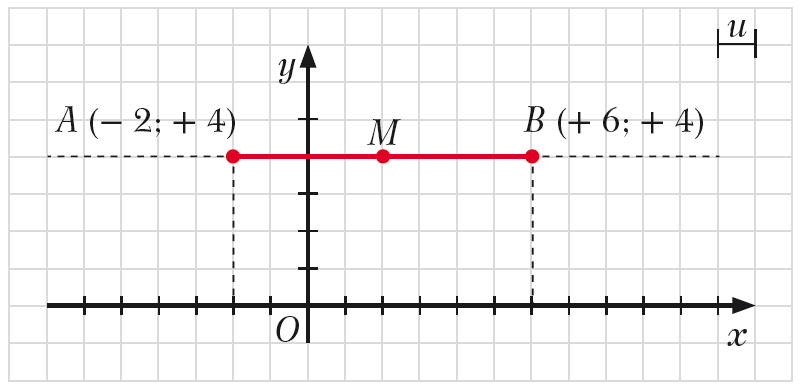 u
y
A (– 2; + 4)
M
B (+ 6; + 4)
O
x